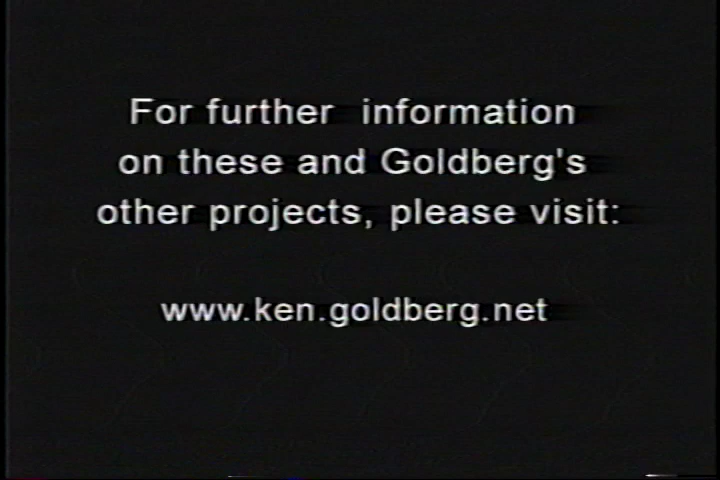 For further information
on these and Goldberg's
other projects, please visit:
www.ken.goldberg.net